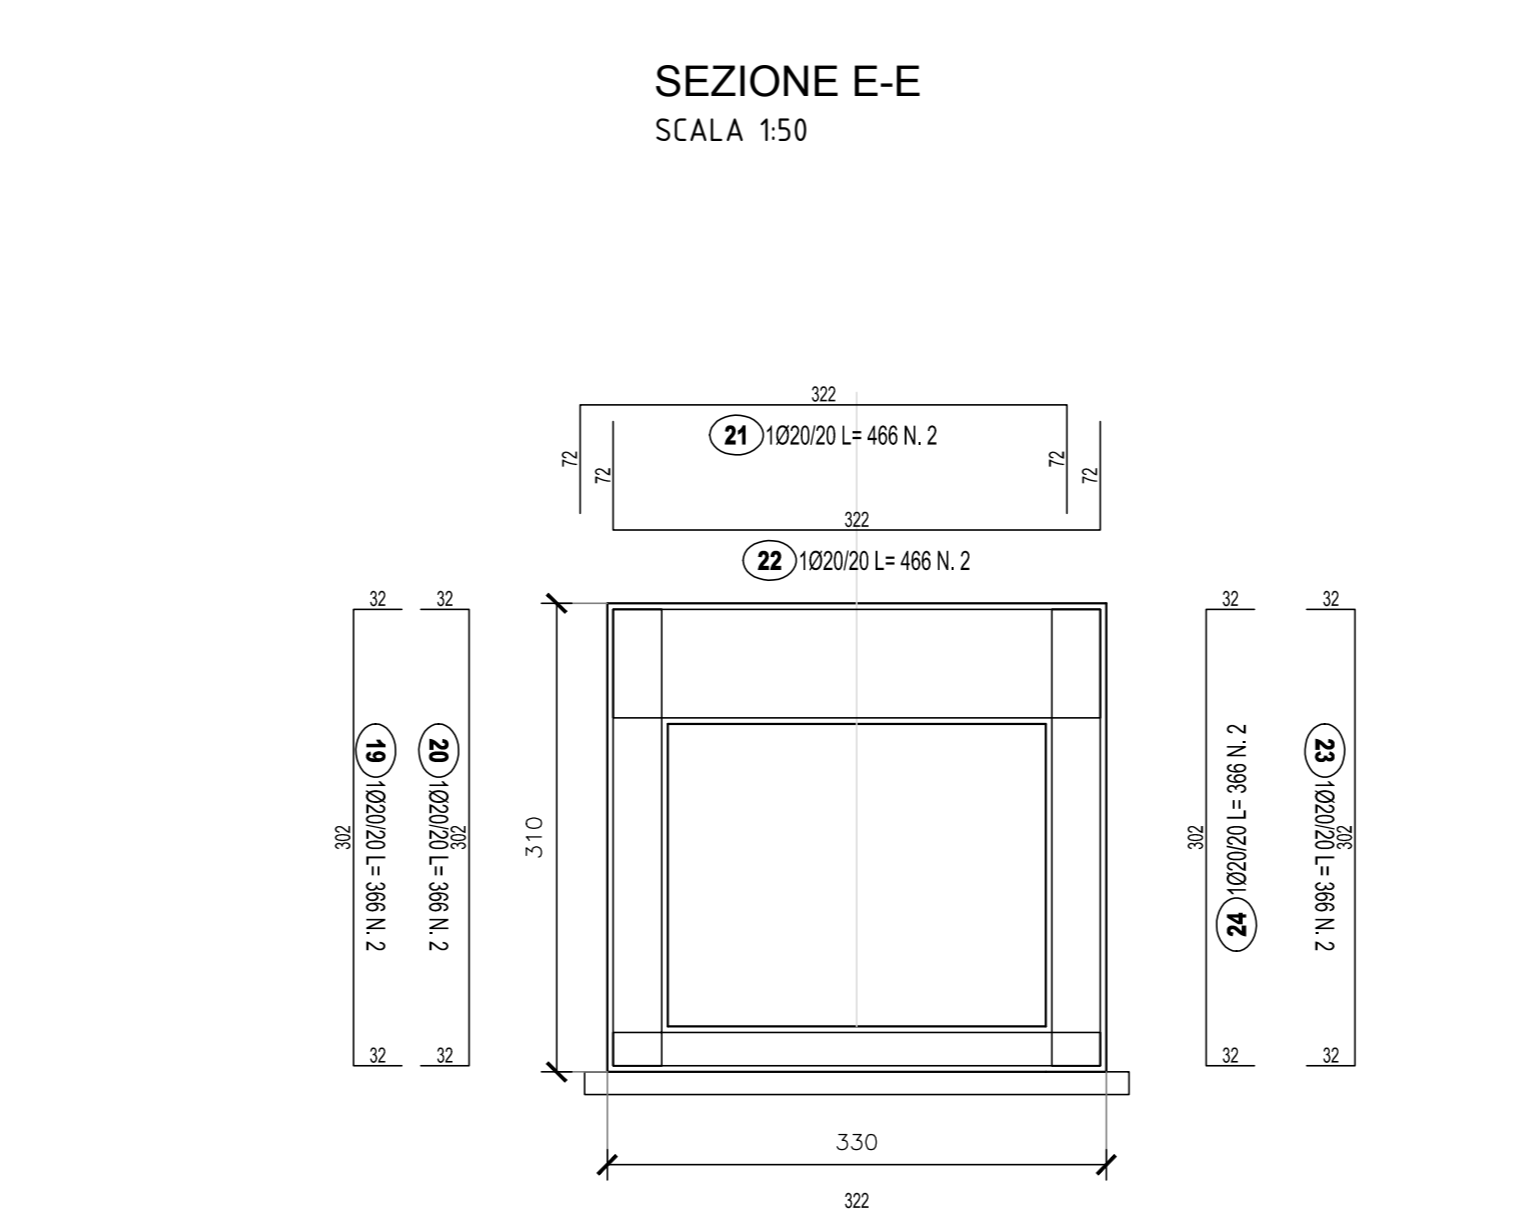 SEZIONE E-E
SCALA 1:50
322
21 1Ø20/20 L= 466 N. 2
72
72
72
72
322
22 1Ø20/20 L= 466 N. 2
32
32
32
32
19 1Ø20/20 L= 366 N. 2
302
20 1Ø20/20 L= 366 N. 2
302
310
302
24 1Ø20/20 L= 366 N. 2
23 1Ø20/20 L= 366 N. 2
302
32
32
32
32
330
322